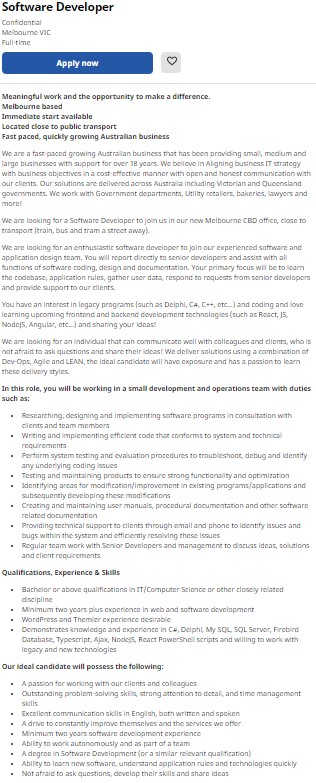 Software Developer
Confidential
Melbourne VIC
Full-time
Apply now
Meaningful work and the opportunity to make a difference.
Melbourne based
Immediate start available
Located close to public transport
Fast paced, quickly growing Australian business
We are a fast-paced growing Australian business that has been providing small, medium and
large businesses with support for over 18 years. We believe in Aligning business IT strategy
with business objectives in a cost-effective manner with open and honest communication with
our clients. Our solutions are delivered across Australia including Victorian and Queensland
governments. We work with Government departments, Utility retailers, bakeries, lawyers and
more!
We are looking for a Software Developer to join us in our new Melbourne CBD office, close to
transport (train, bus and tram a street away).
We are looking for an enthusiastic software developer to join our experienced software and
application design team. You will report directly to senior developers and assist with all
functions of software coding, design and documentation. Your primary focus will be to learn
the codebase, application rules, gather user data, respond to requests from senior developers
and provide support to our clients.
You have an interest in legacy programs (such as Delphi, C#, C++, etc...) and coding and love
learning upcoming frontend and backend development technologies (such as React, JS,
NodeJS, Angular, etc...) and sharing your ideas!
We are looking for an individual that can communicate well with colleagues and clients, who is
not afraid to ask questions and share their ideas! We deliver solutions using a combination of
Dev-Ops, Agile and LEAN, the ideal candidate will have exposure and has a passion to learn
these delivery styles.
In this role, you will be working in a small development and operations team with duties
such as:
• Researching, designing and implementing software programs in consultation with
clients and team members
• Writing and implementing efficient code that conforms to system and technical
requirements
• Perform system testing and evaluation procedures to troubleshoot, debug and identify
any underlying coding issues
• Testing and maintaining products to ensure strong functionality and optimization
• Identifying areas for modification/improvement in existing programs/applications and
subsequently developing these modifications
• Creating and maintaining user manuals, procedural documentation and other software
related documentation
• Providing technical support to clients through email and phone to identify issues and
bugs within the system and efficiently resolving these issues
• Regular team work with Senior Developers and management to discuss ideas, solutions
and client requirements
Qualifications, Experience & Skills
• Bachelor or above qualifications in IT/Computer Science or other closely related
discipline
• Minimum two years plus experience in web and software development
• WordPress and Themler experience desirable
• Demonstrates knowledge and experience in C#, Delphi, My SQL, SQL Server, Firebird
Database, Typescript, Ajax, NodeJS, React PowerShell scripts and willing to work with
legacy and new technologies
Our ideal candidate will possess the following:
• A passion for working with our clients and colleagues
• Outstanding problem-solving skills, strong attention to detail, and time management
skills
• Excellent communication skills in English, both written and spoken
• A drive to constantly improve themselves and the services we offer
• Minimum two years software development experience
• Ability to work autonomously and as part of a team
• A degree in Software Development (or a similar relevant qualification)
• Ability to learn new software, understand application rules and technologies quickly
• Not afraid to ask questions, develop their skills and share ideas